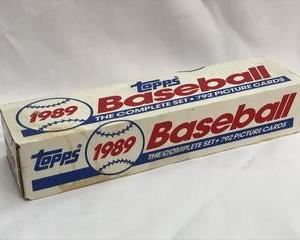 topps
1989
Baseball
THE COMPLETE SET • 792 PICTURE CARDS
topps
1989
Baseball
THE COMPLETE SET • 792 PICTURE CARDS